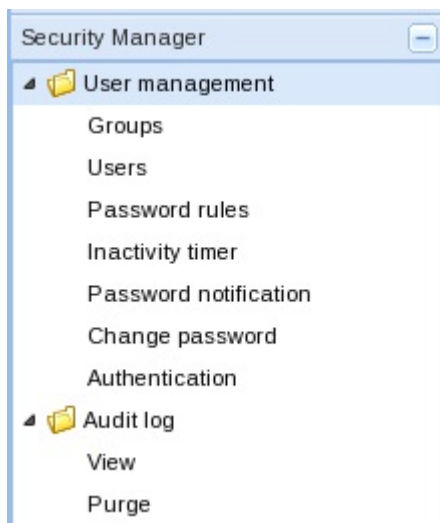 Security Manager
User management
Groups
Users
Password rules
Inactivity timer
Password notification
Change password
Authentication
Audit log
View
Purge